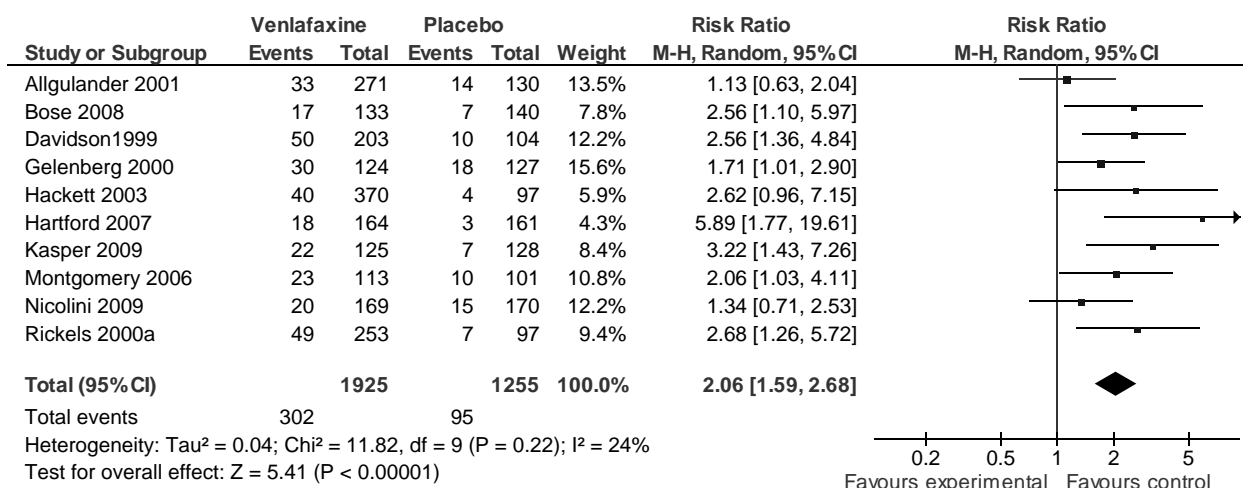 Venlafaxine Placebo Risk Ratio Risk Ratio
Study or Subgroup Events Total Events Total Weight M-H, Random, 95% CI M-H, Random, 95% CI
Allgulander 2001 33 271 14 130 13.5% 1.13 [0.63, 2.04]
Bose 2008 17 133 7 140 7.8% 2.56 [1.10, 5.97]
Davidson1999 50 203 10 104 12.2% 2.56 [1.36, 4.84]
Gelenberg 2000 30 124 18 127 15.6% 1.71 [1.01, 2.90]
Hackett 2003 40 370 4 97 5.9% 2.62 [0.96, 7.15]
Hartford 2007 18 164 3 161 4.3% 5.89 [1.77, 19.61]
Kasper 2009 22 125 7 128 8.4% 3.22 [1.43, 7.26]
Montgomery 2006 23 113 10 101 10.8% 2.06 [1.03, 4.11]
Nicolini 2009 20 169 15 170 12.2% 1.34 [0.71, 2.53]
Rickels 2000a 49 253 7 97 9.4% 2.68 [1.26, 5.72]
Total (95% CI) 1925 1255 100.0% 2.06 [1.59, 2.68]
Total events 302 95
Heterogeneity: Tau² = 0.04; Chi² = 11.82, df = 9 (P = 0.22); I² = 24%
Test for overall effect: Z = 5.41 (P < 0.00001)
0.2 0.5 1 2 5
Favours experimental Favours control